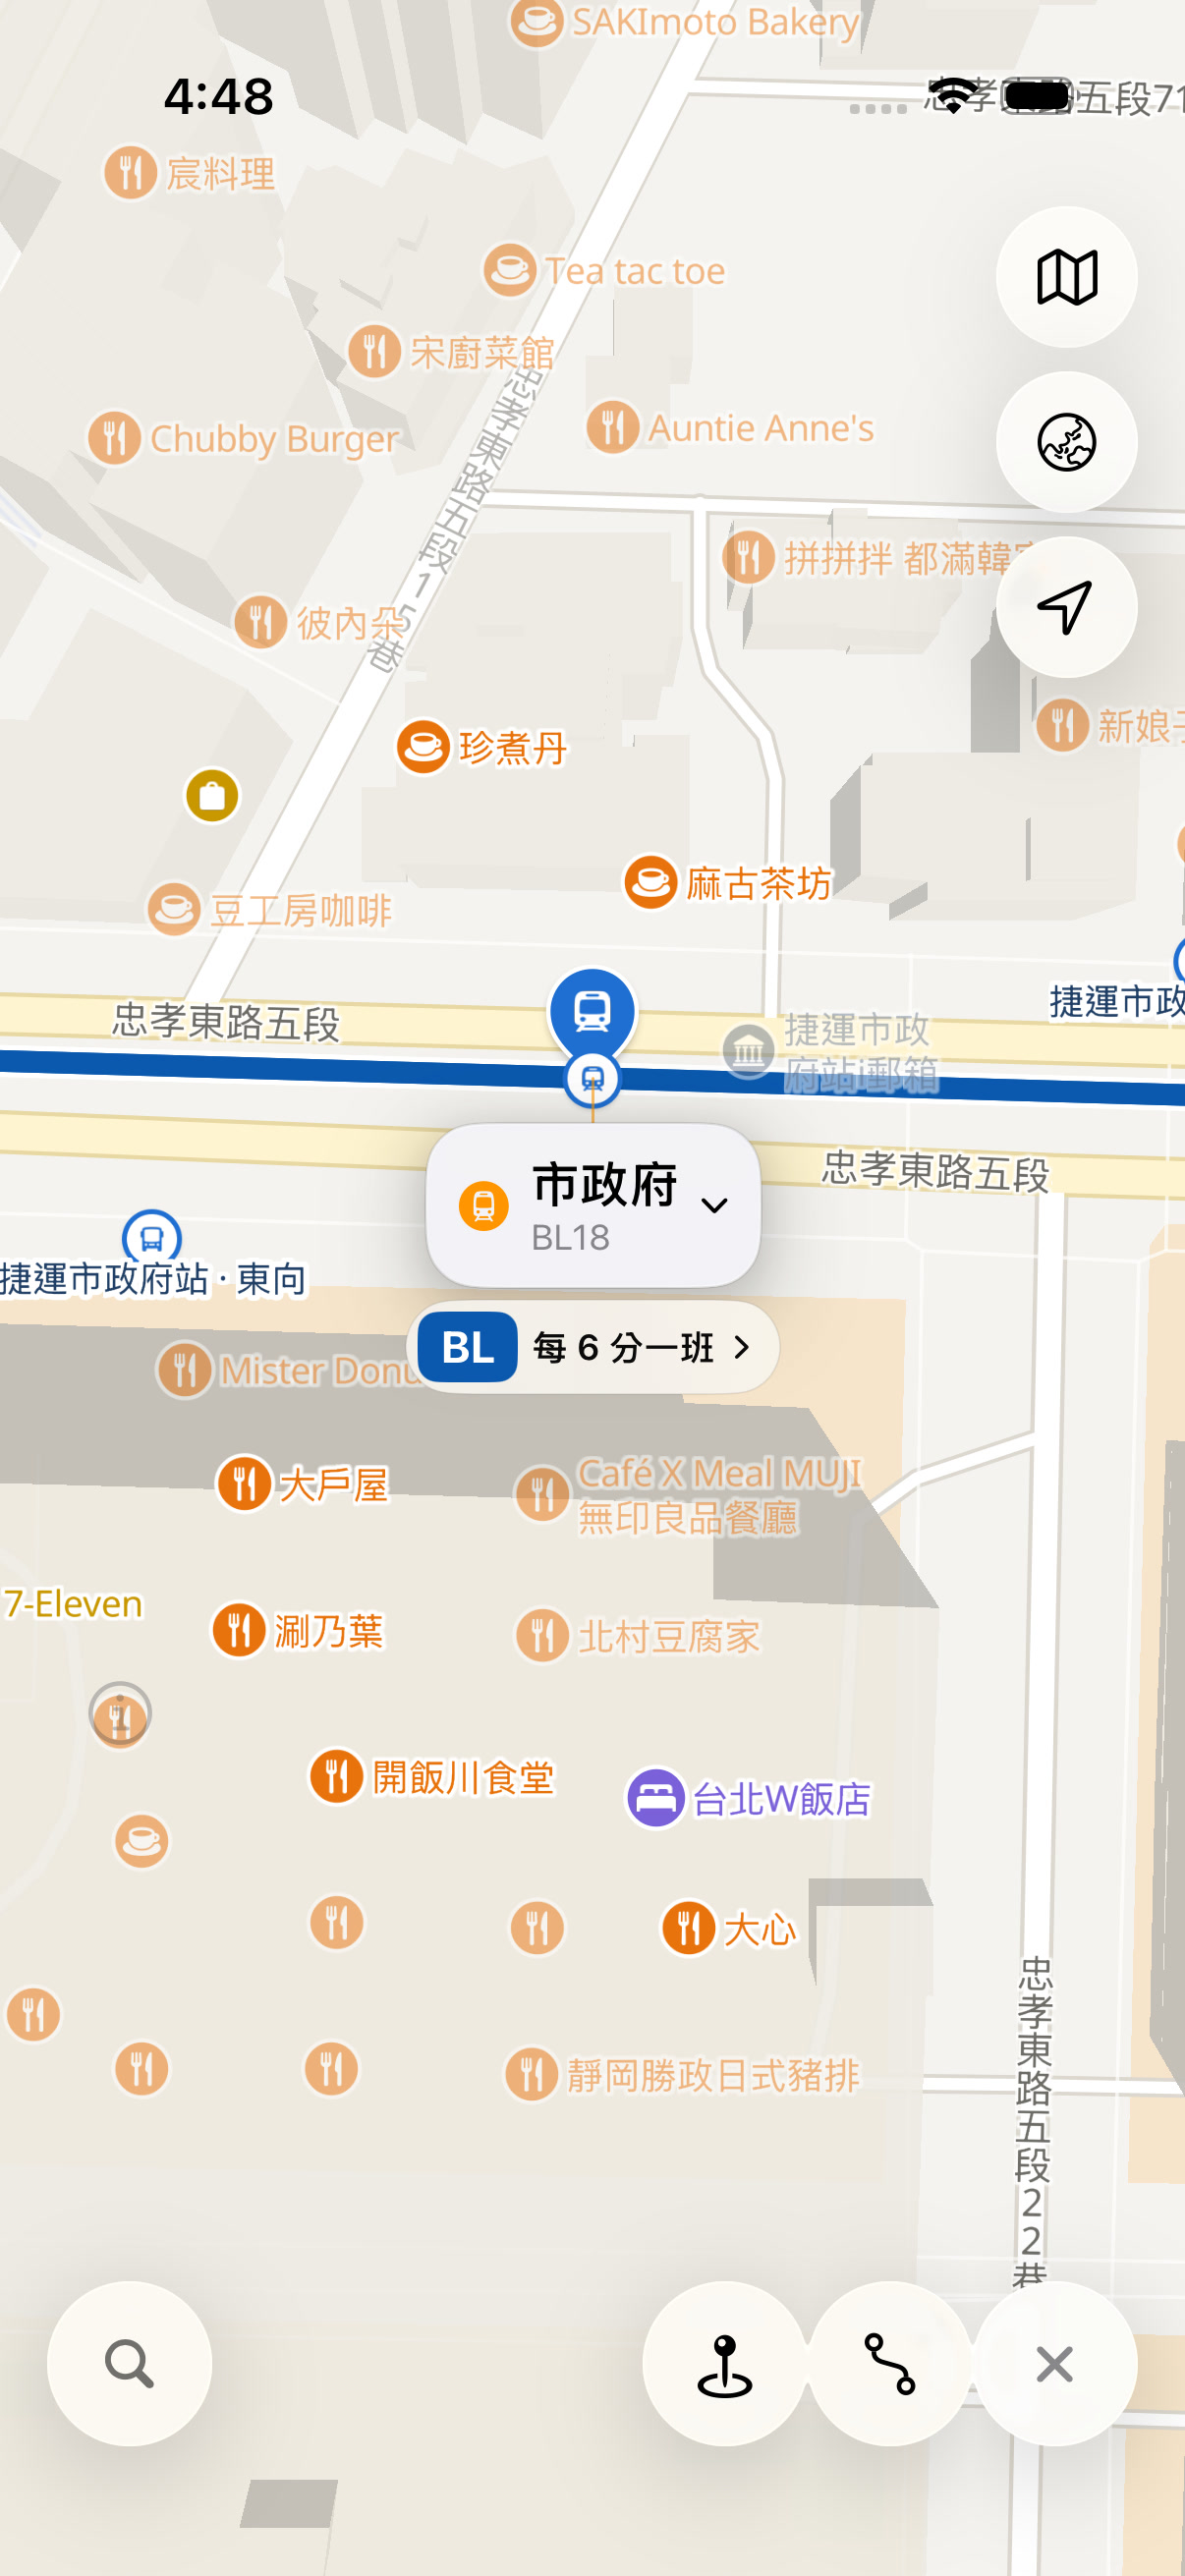 SAKImoto Bakery
4:48
宸料理
Tea tac toe
宋廚菜館
Chubby Burger
Auntie Anne's
忠孝東路五段15巷
拼拼拌 都滿韓
彼內朵
新娘
珍煮丹
麻古茶坊
豆工房咖啡
捷運市政
忠孝東路五段
捷運市政
府站i郵箱
市政府
BL18
忠孝東路五段
捷運市政府站 · 東向
BL 每 6 分一班
Mister Donu
大戶屋
Café X Meal MUJI
無印良品餐廳
7-Eleven
涮乃葉
北村豆腐家
開飯川食堂
台北W飯店
大心
忠孝東路五段22巷
靜岡勝政日式豬排